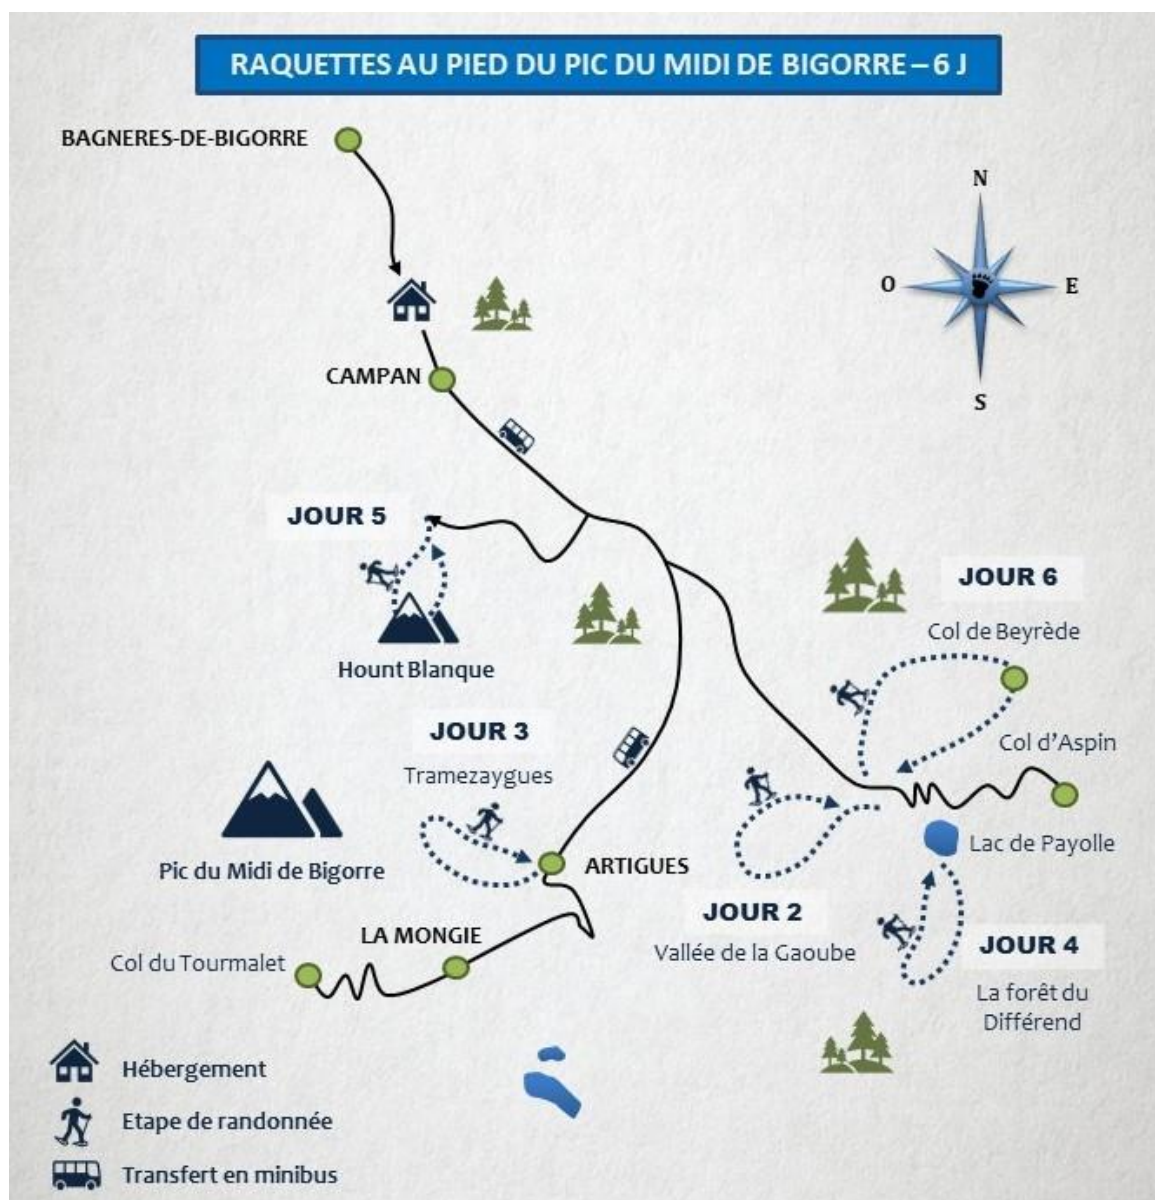 RAQUETTES AU PIED DU PIC DU MIDI DE BIGORRE – 6 J
BAGNERES-DE-BIGORRE
N
O
E
S
CAMPAN
JOUR 5
Hount Blanque
JOUR 6
Col de Beyrède
Col d'Aspin
JOUR 3
Tramezaygues
Pic du Midi de Bigorre
ARTIGUES
Lac de Payolle
JOUR 2
Vallée de la Gaoube
JOUR 4
La forêt du
Différend
LA MONGIE
Col du Tourmalet
Hébergement
Etape de randonnée
Transfert en minibus